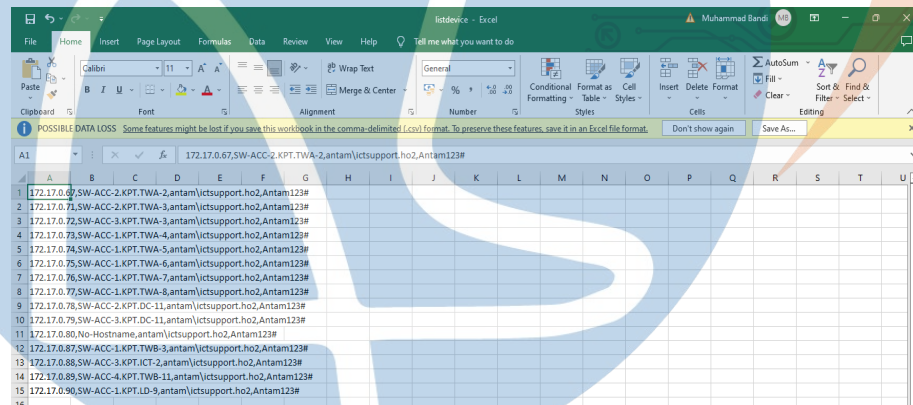 listdevice - Excel
Muhammad Bandi MB
File Home Insert Page Layout Formulas Data Review View Help Tell me what you want to do
Paste Calibri 11 A A Wrap Text General AutoSum
B I U A Merge & Center % , Conditional Formatting Format as Table Cell Styles Insert Delete Format Fill Clear Sort & Filter Find & Select
Clipboard Font Alignment Number Styles Cells Editing
POSSIBLE DATA LOSS Some features might be lost if you save this workbook in the comma-delimited (.csv) format. To preserve these features, save it in an Excel file format. Don't show again Save As...
A1 fx 172.17.0.67,SW-ACC-2.KPT.TWA-2,antam\ictsupport.ho2,Antam123#
A B C D E F G H I J K L M N O P Q R S T U
1 172.17.0.67,SW-ACC-2.KPT.TWA-2,antam\ictsupport.ho2,Antam123#
2 172.17.0.71,SW-ACC-2.KPT.TWA-3,antam\ictsupport.ho2,Antam123#
3 172.17.0.72,SW-ACC-3.KPT.TWA-3,antam\ictsupport.ho2,Antam123#
4 172.17.0.73,SW-ACC-1.KPT.TWA-4,antam\ictsupport.ho2,Antam123#
5 172.17.0.74,SW-ACC-1.KPT.TWA-5,antam\ictsupport.ho2,Antam123#
6 172.17.0.75,SW-ACC-1.KPT.TWA-6,antam\ictsupport.ho2,Antam123#
7 172.17.0.76,SW-ACC-1.KPT.TWA-7,antam\ictsupport.ho2,Antam123#
8 172.17.0.77,SW-ACC-1.KPT.TWA-8,antam\ictsupport.ho2,Antam123#
9 172.17.0.78,SW-ACC-2.KPT.DC-11,antam\ictsupport.ho2,Antam123#
10 172.17.0.79,SW-ACC-3.KPT.DC-11,antam\ictsupport.ho2,Antam123#
11 172.17.0.80,No-Hostname,antam\ictsupport.ho2,Antam123#
12 172.17.0.87,SW-ACC-1.KPT.TWB-3,antam\ictsupport.ho2,Antam123#
13 172.17.0.88,SW-ACC-3.KPT.ICT-2,antam\ictsupport.ho2,Antam123#
14 172.17.0.89,SW-ACC-4.KPT.TWB-11,antam\ictsupport.ho2,Antam123#
15 172.17.0.90,SW-ACC-1.KPT.LD-9,antam\ictsupport.ho2,Antam123#
16